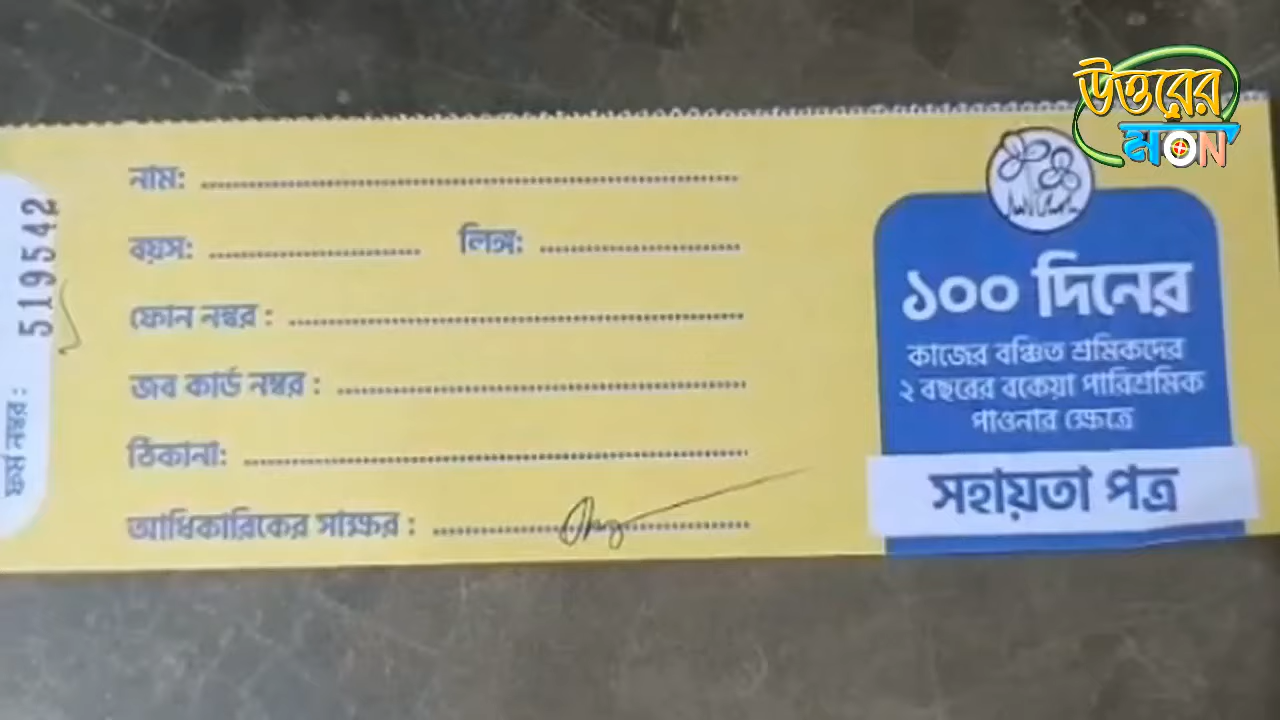 উত্তরের
মন
519542
ফর্ম নম্বর :
নাম:
বয়স: লিঙ্গ:
ফোন নম্বর :
জব কার্ড নম্বর :
ঠিকানা:
আধিকারিকের সাক্ষর :
১০০ দিনের
কাজের বঞ্চিত শ্রমিকদের
২ বছরের বকেয়া পারিশ্রমিক
পাওনার ক্ষেত্রে
সহায়তা পত্র